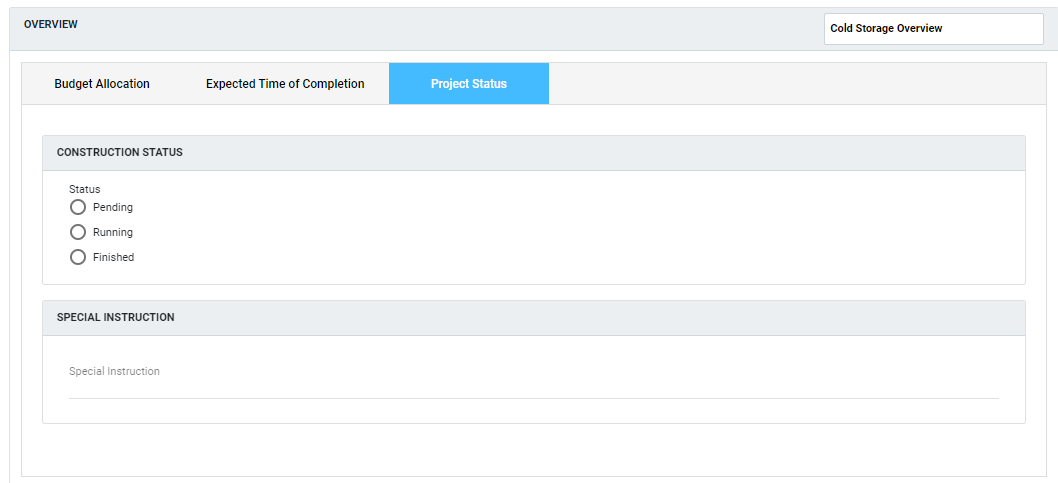 OVERVIEW
Cold Storage Overview
Budget Allocation
Expected Time of Completion
Project Status
CONSTRUCTION STATUS
Status
Pending
Running
Finished
SPECIAL INSTRUCTION
Special Instruction